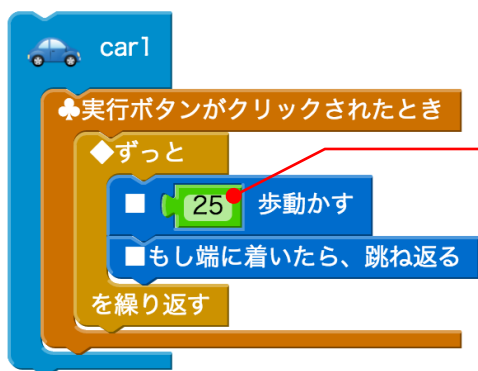 car1
♣実行ボタンがクリックされたとき
◆ずっと
■ 25 歩動かす
■もし端に着いたら、跳ね返る
を繰り返す